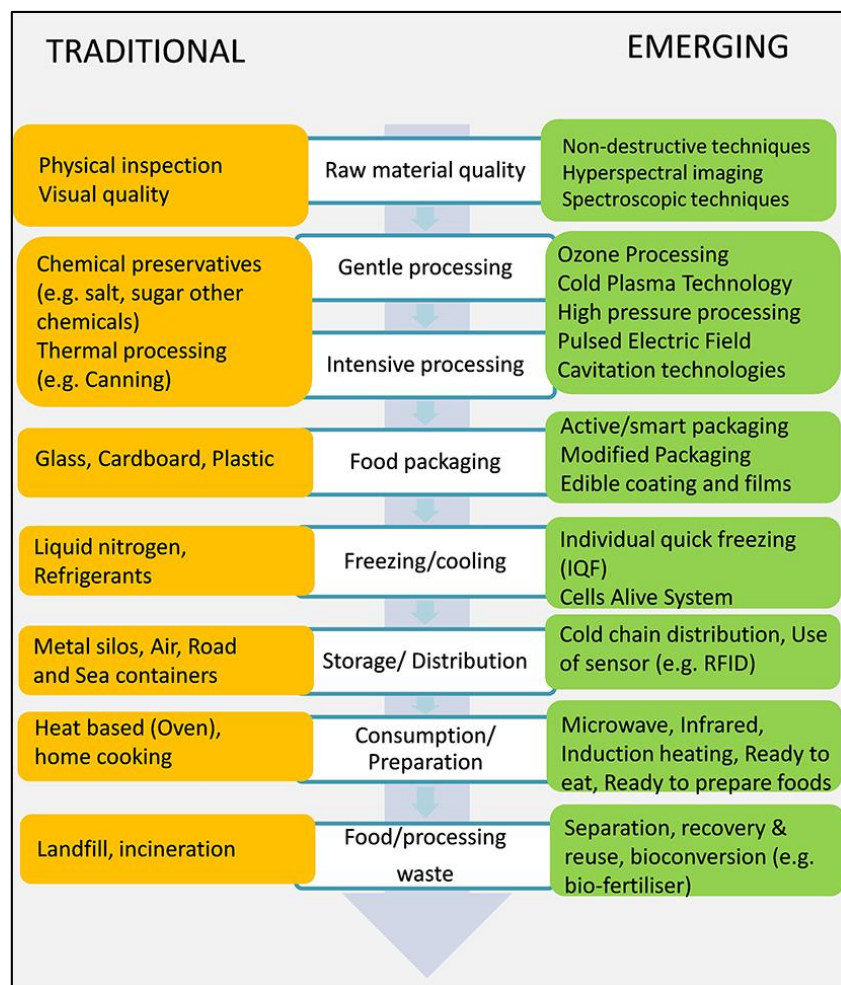 TRADITIONAL
EMERGING
Physical inspection
Visual quality
Raw material quality
Non-destructive techniques
Hyperspectral imaging
Spectroscopic techniques
Chemical preservatives
(e.g. salt, sugar other
chemicals)
Thermal processing
(e.g. Canning)
Gentle processing
Intensive processing
Ozone Processing
Cold Plasma Technology
High pressure processing
Pulsed Electric Field
Cavitation technologies
Glass, Cardboard, Plastic
Food packaging
Active/smart packaging
Modified Packaging
Edible coating and films
Liquid nitrogen,
Refrigerants
Freezing/cooling
Individual quick freezing
(IQF)
Cells Alive System
Metal silos, Air, Road
and Sea containers
Storage/ Distribution
Cold chain distribution, Use
of sensor (e.g. RFID)
Heat based (Oven),
home cooking
Consumption/
Preparation
Microwave, Infrared,
Induction heating, Ready to
eat, Ready to prepare foods
Landfill, incineration
Food/processing
waste
Separation, recovery &
reuse, bioconversion (e.g.
bio-fertiliser)